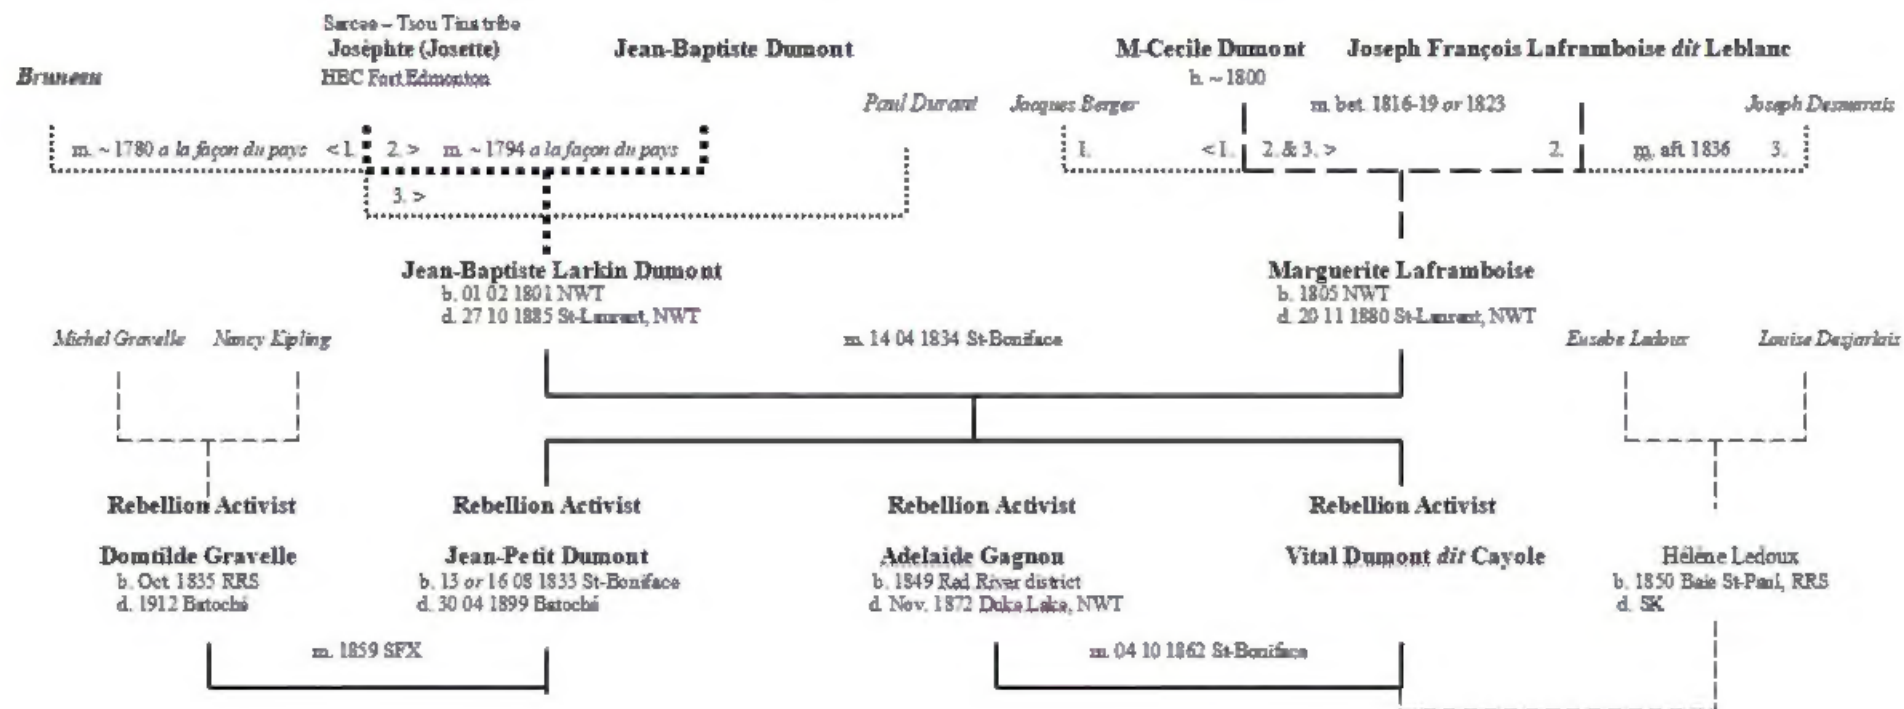 Sarcee – Tsou Tina tribe
Joséphte (Josette)
HBC Fort Edmonton
Jean-Baptiste Dumont
M-Cecile Dumont
b. ~ 1800
Joseph François Laframboise dit Leblanc
Bruneau
Paul Durant
Jacques Berger
m. bet. 1816-19 or 1823
Joseph Desmarais
m. ~ 1780 a la façon du pays <1. 2. > m. ~ 1794 a la façon du pays
1. <1. 2. & 3. > 2. m. aft 1836 3.
3. >
Jean-Baptiste Larkin Dumont
b. 01 02 1801 NWT
d. 27 10 1885 St-Laurent, NWT
Marguerite Laframboise
b. 1805 NWT
d. 20 11 1880 St-Laurent, NWT
Michel Gravelle Nancy Kipling
m. 14 04 1834 St-Boniface
Eusebe Ledoux Louise Desjarlais
Rebellion Activist
Domtilde Gravelle
b. Oct 1835 RRS
d. 1912 Batoché
Rebellion Activist
Jean-Petit Dumont
b. 13 or 16 08 1833 St-Boniface
d. 30 04 1899 Batoché
Rebellion Activist
Adelaide Gagnon
b. 1849 Red River district
d. Nov. 1872 Duke Lake, NWT
Rebellion Activist
Vital Dumont dit Cayole
Hélène Ledoux
b. 1850 Baie St-Paul, RRS
d. SK
m. 1859 SFX
m. 04 10 1862 St-Boniface